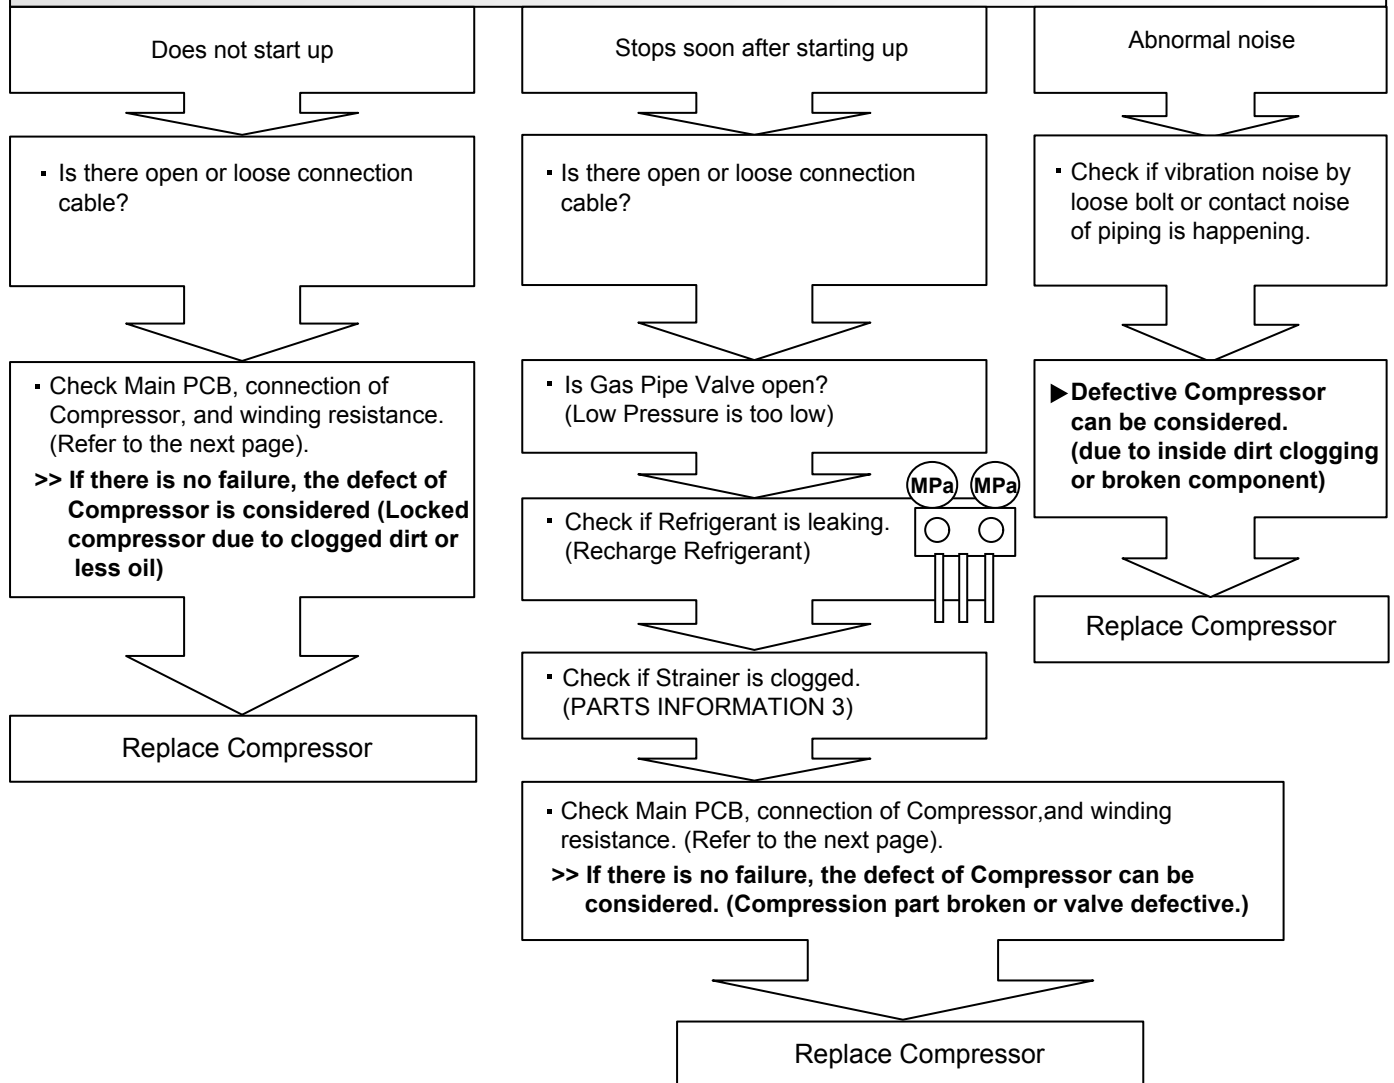 Does not start up
▪ Is there open or loose connection
cable?
▪ Check Main PCB, connection of
Compressor, and winding resistance.
(Refer to the next page).
>> If there is no failure, the defect of
Compressor is considered (Locked
compressor due to clogged dirt or
less oil)
Replace Compressor
Stops soon after starting up
▪ Is there open or loose connection
cable?
▪ Is Gas Pipe Valve open?
(Low Pressure is too low)
▪ Check if Refrigerant is leaking.
(Recharge Refrigerant)
MPa MPa
▪ Check if Strainer is clogged.
(PARTS INFORMATION 3)
▪ Check Main PCB, connection of Compressor,and winding
resistance. (Refer to the next page).
>> If there is no failure, the defect of Compressor can be
considered. (Compression part broken or valve defective.)
Replace Compressor
Abnormal noise
▪ Check if vibration noise by
loose bolt or contact noise
of piping is happening.
▶Defective Compressor
can be considered.
(due to inside dirt clogging
or broken component)
Replace Compressor